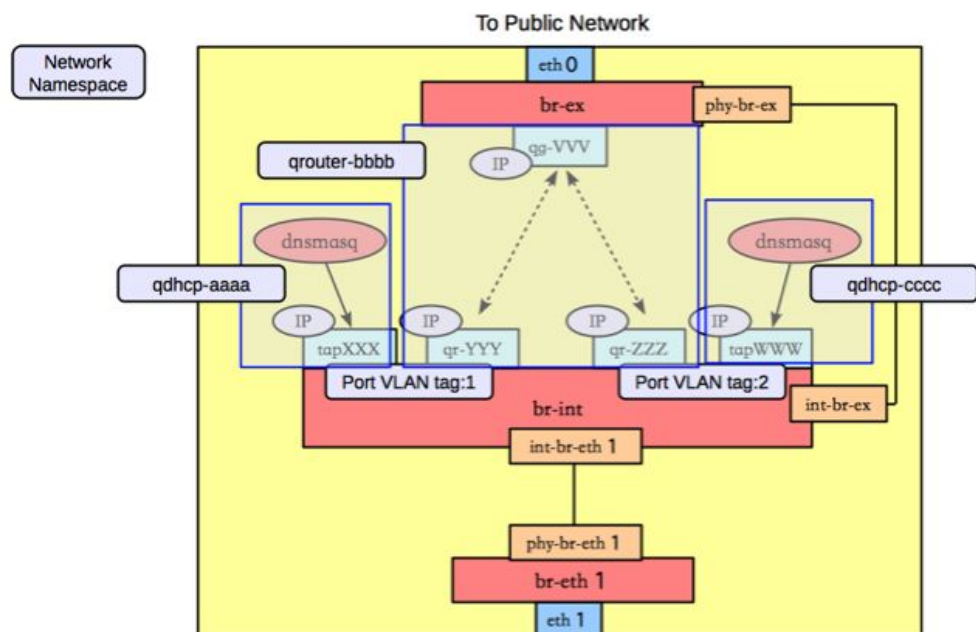 To Public Network
Network
Namespace
eth 0
br-ex
phy-br-ex
qrouter-bbbb
qg-VVV
IP
dnsmasq
dnsmasq
qdhcp-aaaa
qdhcp-cccc
IP
IP
IP
IP
tapXXX
qr-YYY
qr-ZZZ
tapWWW
Port VLAN tag:1
Port VLAN tag:2
br-int
int-br-ex
int-br-eth 1
phy-br-eth 1
br-eth 1
eth 1